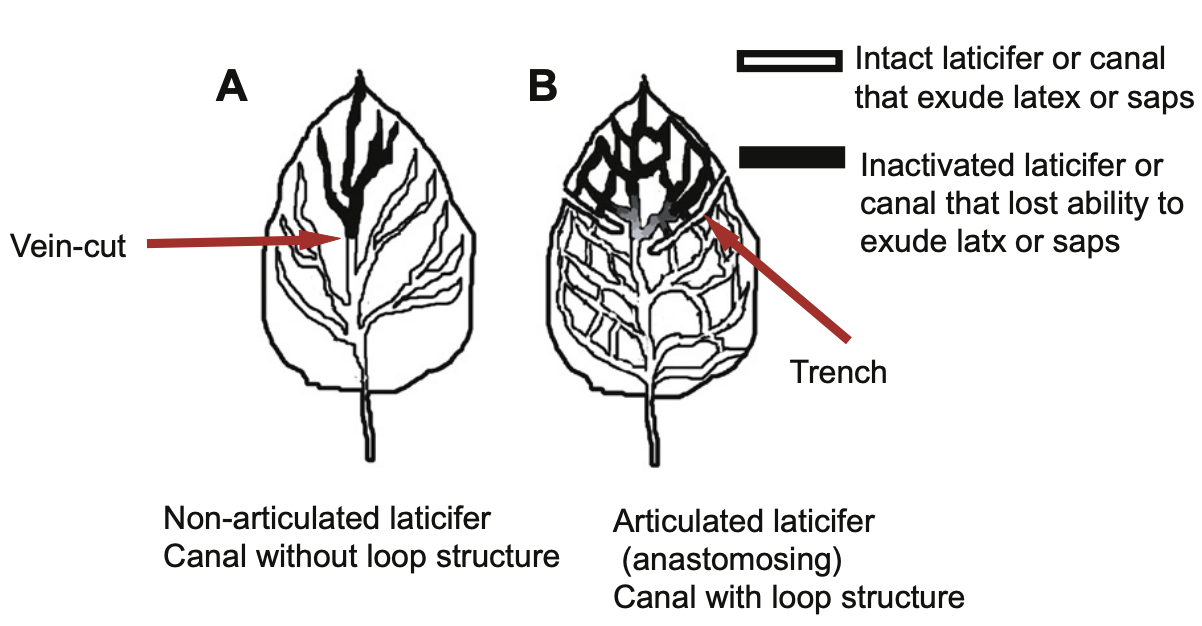 A
B
Intact laticifer or canal
that exude latex or saps
Inactivated laticifer or
canal that lost ability to
exude latx or saps
Vein-cut
Trench
Non-articulated laticifer
Canal without loop structure
Articulated laticifer
(anastomosing)
Canal with loop structure